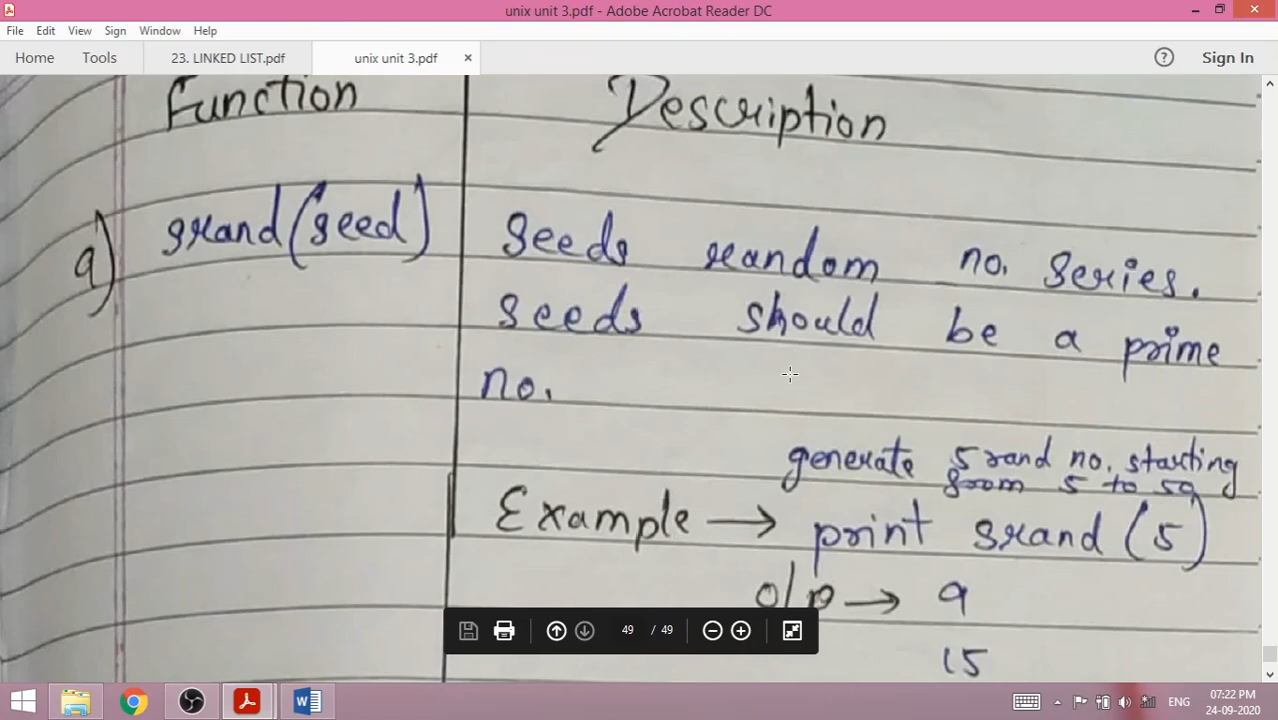 unix unit 3.pdf - Adobe Acrobat Reader DC
File Edit View Sign Window Help
Home Tools 23. LINKED LIST.pdf unix unit 3.pdf × Sign In
Function Description
a) srand(seed) Seeds random no. series.
seeds should be a prime
no.
generate 5 rand no. starting
from 5 to 59
Example → print srand (5)
o/p → 9
15
49 / 49
ENG 07:22 PM
24-09-2020